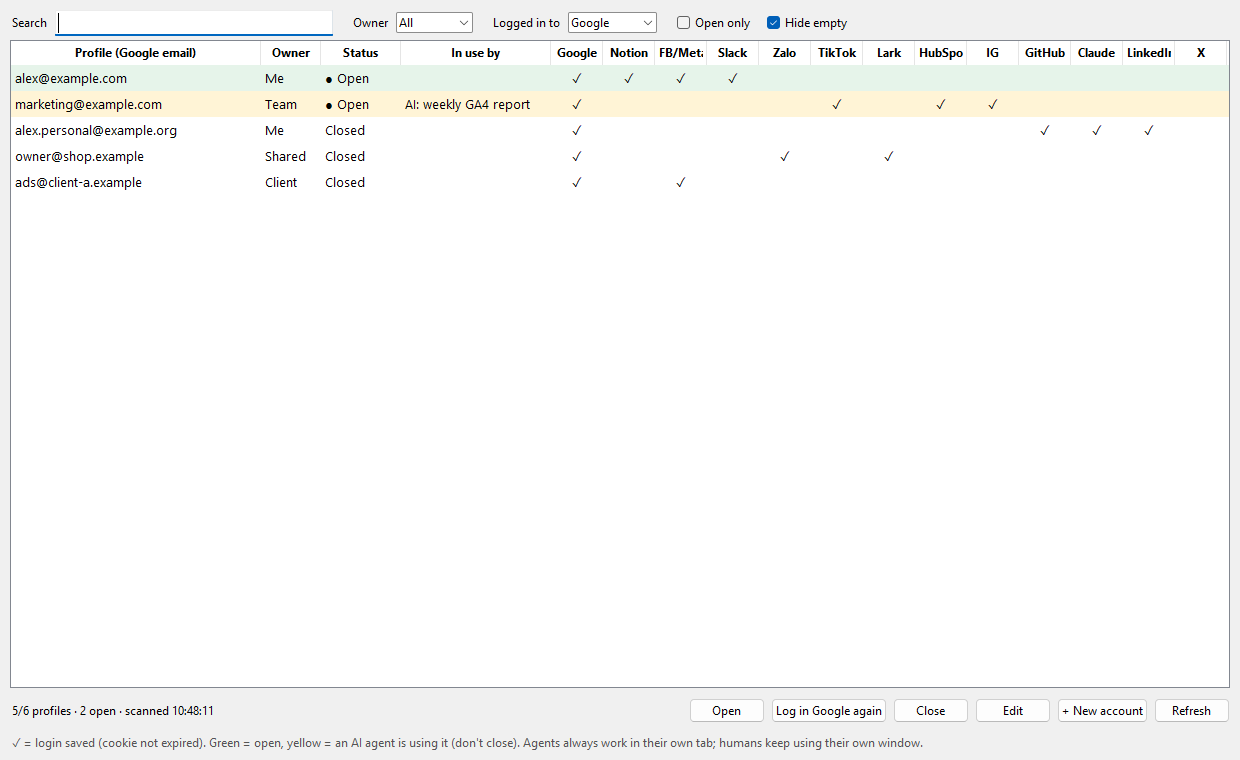 Search Owner All Logged in to Google Open only Hide empty
Profile (Google email) Owner Status In use by Google Notion FB/Meta Slack Zalo TikTok Lark HubSpo IG GitHub Claude LinkedIn X
alex@example.com Me ● Open ✓ ✓ ✓ ✓
marketing@example.com Team ● Open AI: weekly GA4 report ✓ ✓ ✓ ✓
alex.personal@example.org Me Closed ✓ ✓ ✓ ✓
owner@shop.example Shared Closed ✓ ✓ ✓
ads@client-a.example Client Closed ✓ ✓
5/6 profiles · 2 open · scanned 10:48:11 Open Log in Google again Close Edit + New account Refresh
✓ = login saved (cookie not expired). Green = open, yellow = an AI agent is using it (don't close). Agents always work in their own tab; humans keep using their own window.